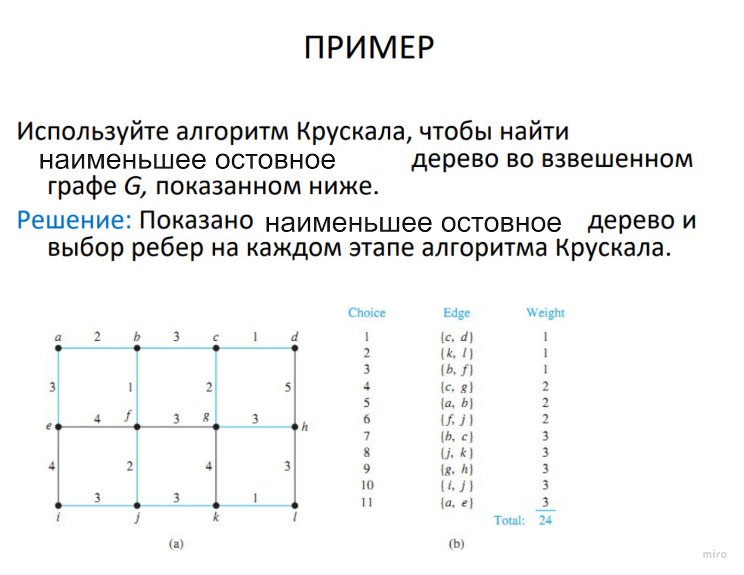 ПРИМЕР
Используйте алгоритм Крускала, чтобы найти
наименьшее остовное дерево во взвешенном
графе G, показанном ниже.
Решение: Показано наименьшее остовное дерево и
выбор ребер на каждом этапе алгоритма Крускала.
Choice Edge Weight
1 {c, d} 1
2 {k, l} 1
3 {b, f} 1
4 {c, g} 2
5 {a, b} 2
6 {f, j} 2
7 {b, c} 3
8 {j, k} 3
9 {g, h} 3
10 {i, j} 3
11 {a, e} 3
Total: 24
a 2 b 3 c 1 d
3 1 2 5
e 4 f 3 g 3 h
4 2 4 3
3 3 1
i j k l
(a) (b)
miro